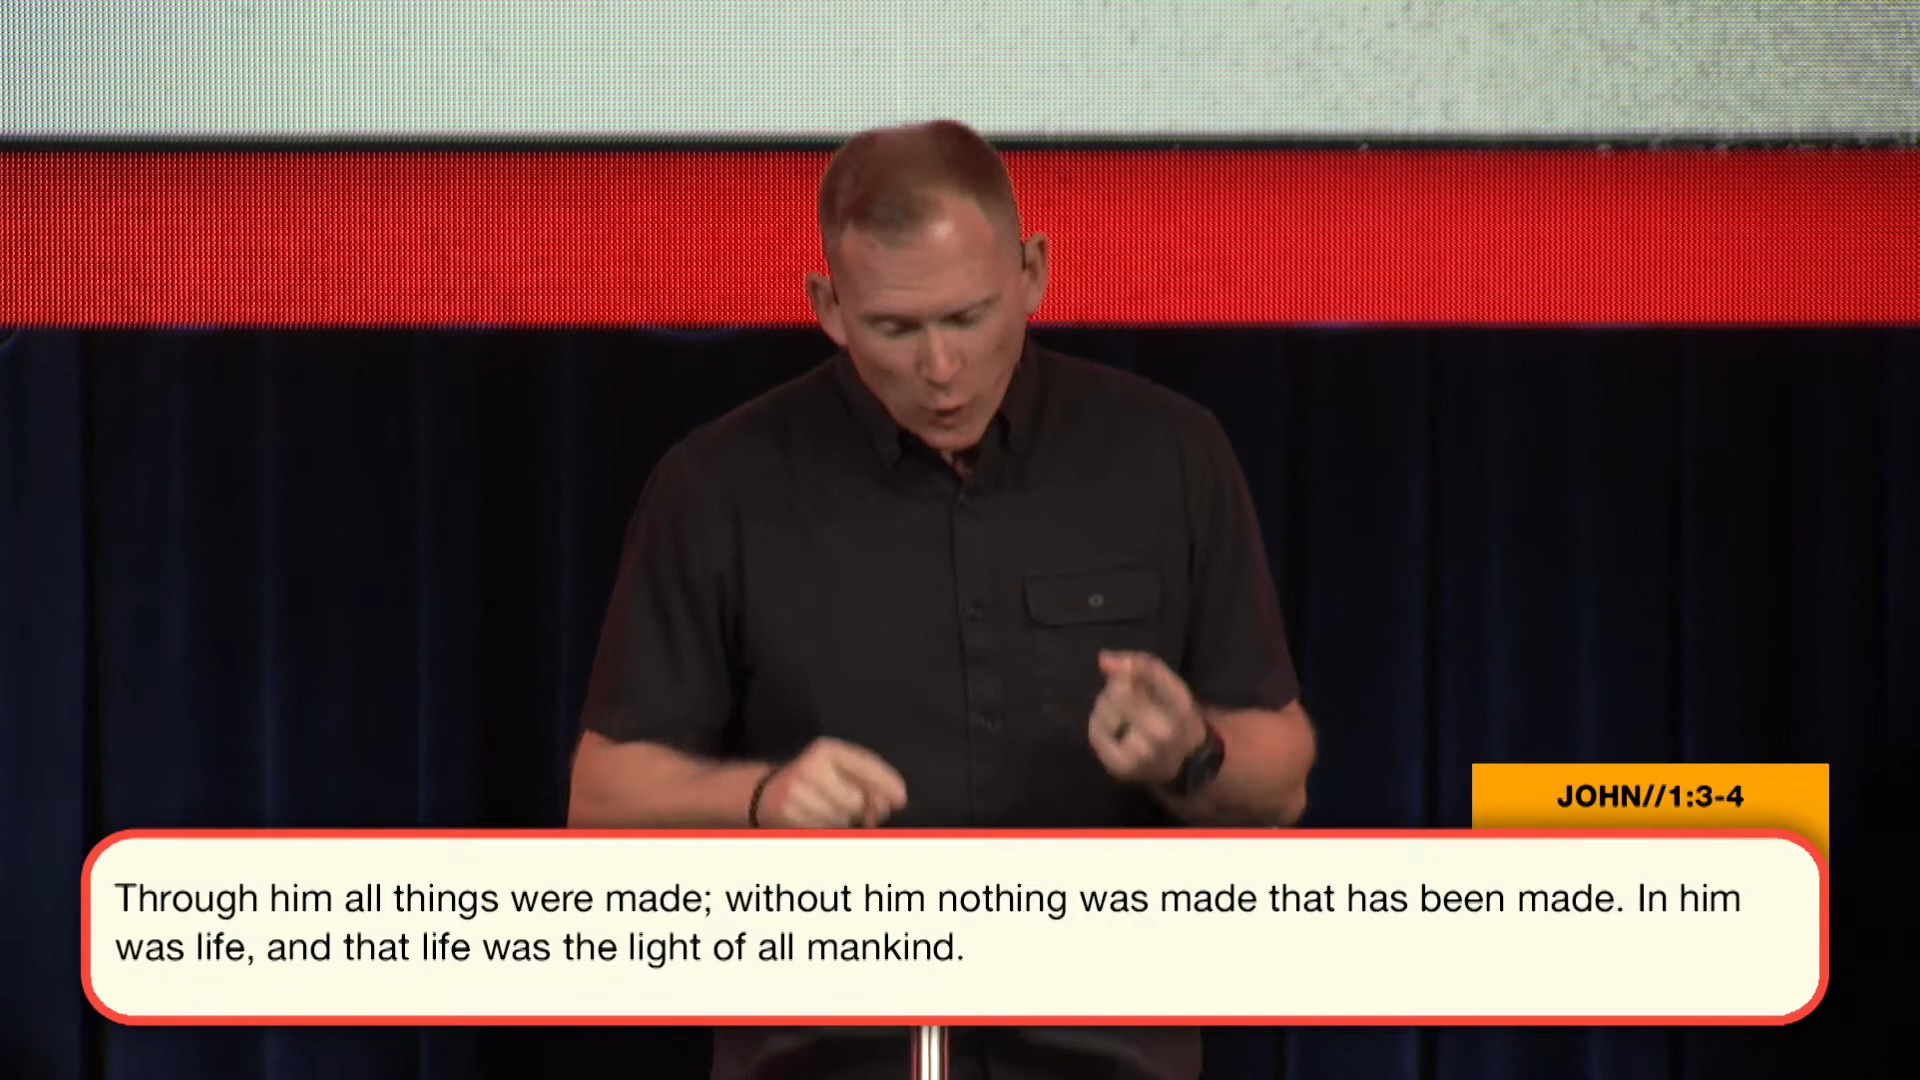 JOHN//1:3-4
Through him all things were made; without him nothing was made that has been made. In him
was life, and that life was the light of all mankind.